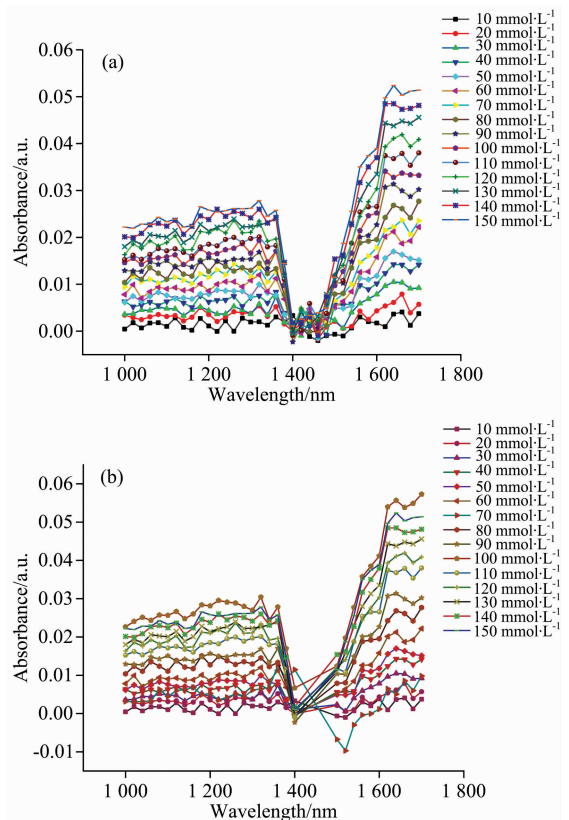 (a)
Absorbance/a.u.
0.06
0.05
0.04
0.03
0.02
0.01
0.00
1 000
1 200
1 400
1 600
1 800
Wavelength/nm
10 mmol·L⁻¹
20 mmol·L⁻¹
30 mmol·L⁻¹
40 mmol·L⁻¹
50 mmol·L⁻¹
60 mmol·L⁻¹
70 mmol·L⁻¹
80 mmol·L⁻¹
90 mmol·L⁻¹
100 mmol·L⁻¹
110 mmol·L⁻¹
120 mmol·L⁻¹
130 mmol·L⁻¹
140 mmol·L⁻¹
150 mmol·L⁻¹
(b)
Absorbance/a.u.
0.06
0.05
0.04
0.03
0.02
0.01
0.00
-0.01
1 000
1 200
1 400
1 600
1 800
Wavelength/nm
10 mmol·L⁻¹
20 mmol·L⁻¹
30 mmol·L⁻¹
40 mmol·L⁻¹
50 mmol·L⁻¹
60 mmol·L⁻¹
70 mmol·L⁻¹
80 mmol·L⁻¹
90 mmol·L⁻¹
100 mmol·L⁻¹
110 mmol·L⁻¹
120 mmol·L⁻¹
130 mmol·L⁻¹
140 mmol·L⁻¹
150 mmol·L⁻¹